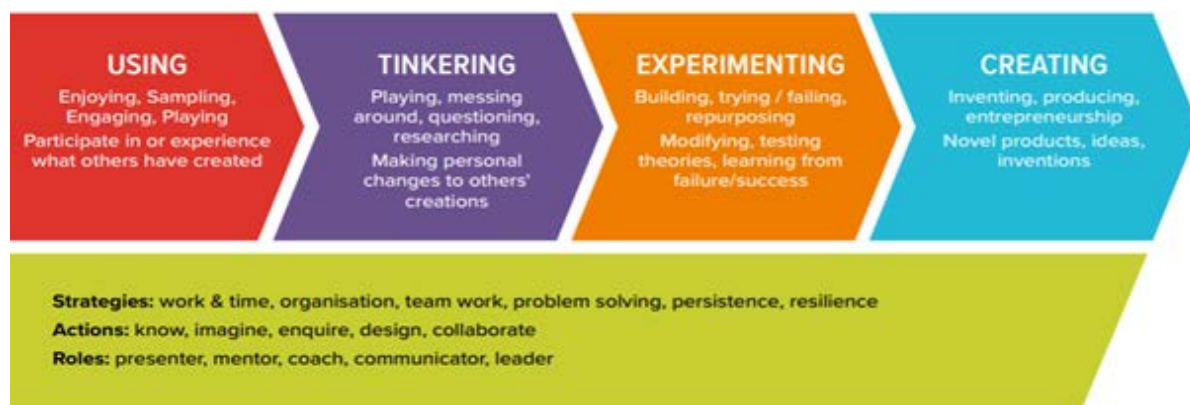 USING
Enjoying, Sampling,
Engaging, Playing
Participate in or experience
what others have created
TINKERING
Playing, messing
around, questioning,
researching
Making personal
changes to others'
creations
EXPERIMENTING
Building, trying / failing,
repurposing
Modifying, testing
theories, learning from
failure/success
CREATING
Inventing, producing,
entrepreneurship
Novel products, ideas,
inventions
Strategies: work & time, organisation, team work, problem solving, persistence, resilience
Actions: know, imagine, enquire, design, collaborate
Roles: presenter, mentor, coach, communicator, leader